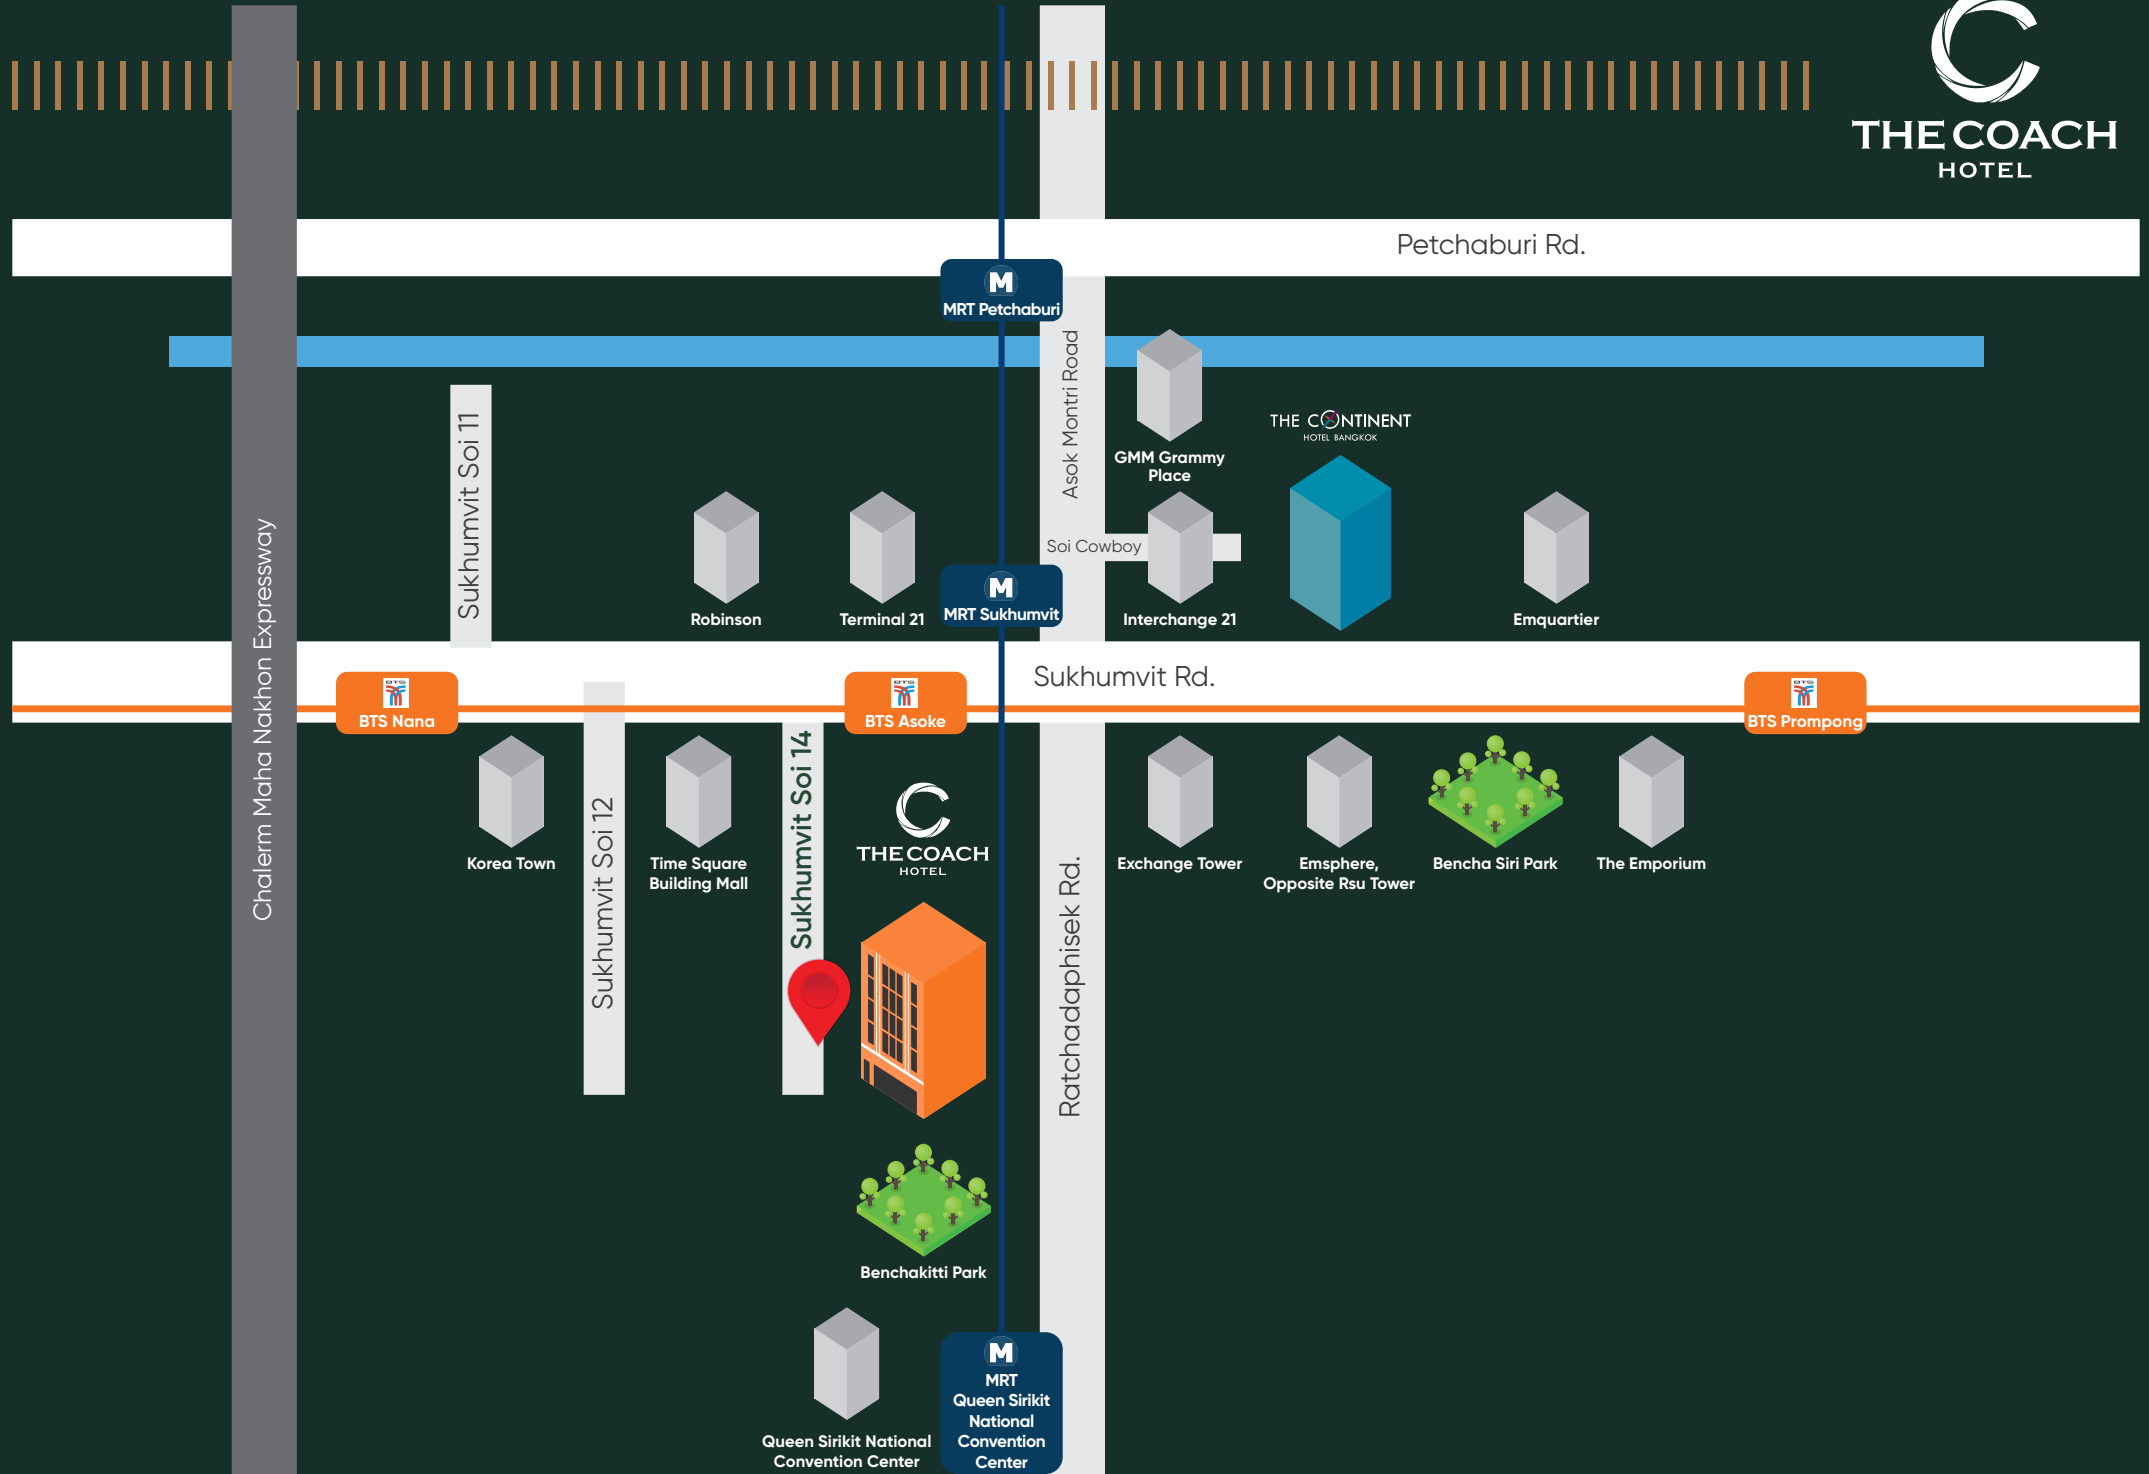 THE COACH
HOTEL
Petchaburi Rd.
M
MRT Petchaburi
Asok Montri Road
Sukhumvit Soi 11
GMM Grammy
Place
THE CONTINENT
HOTEL BANGKOK
Soi Cowboy
Chalerm Maha Nakhon Expressway
Robinson
Terminal 21
M
MRT Sukhumvit
Interchange 21
Emquartier
Sukhumvit Rd.
BTS
BTS Nana
BTS
BTS Asoke
BTS
BTS Prompong
Sukhumvit Soi 12
Sukhumvit Soi 14
Korea Town
Time Square
Building Mall
THE COACH
HOTEL
Ratchadaphisek Rd.
Exchange Tower
Emsphere,
Opposite Rsu Tower
Bencha Siri Park
The Emporium
Benchakitti Park
Queen Sirikit National
Convention Center
M
MRT
Queen Sirikit
National
Convention
Center